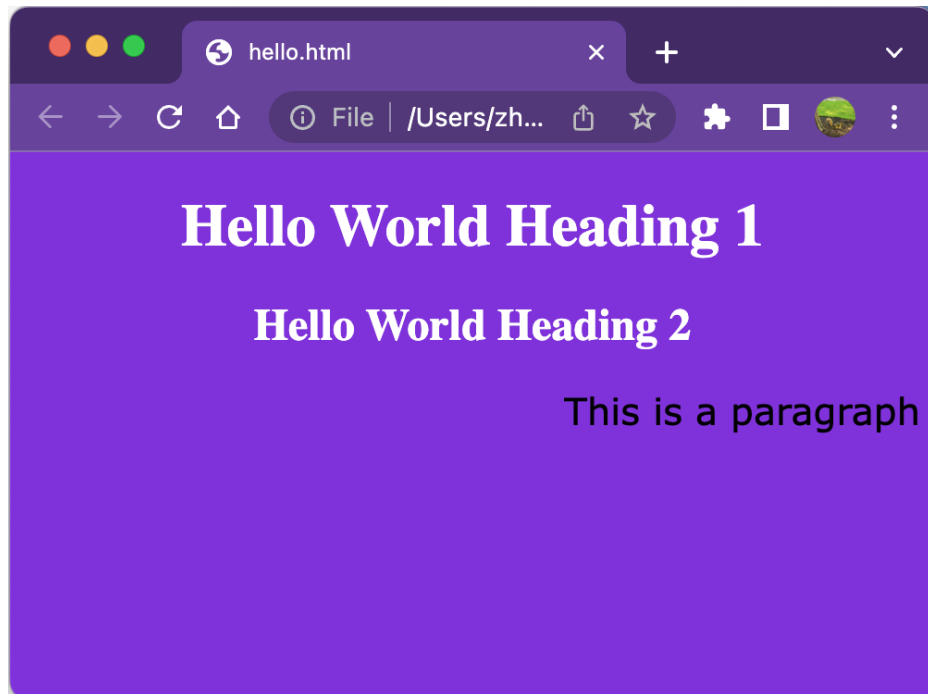 hello.html
File /Users/zh...
Hello World Heading 1
Hello World Heading 2
This is a paragraph